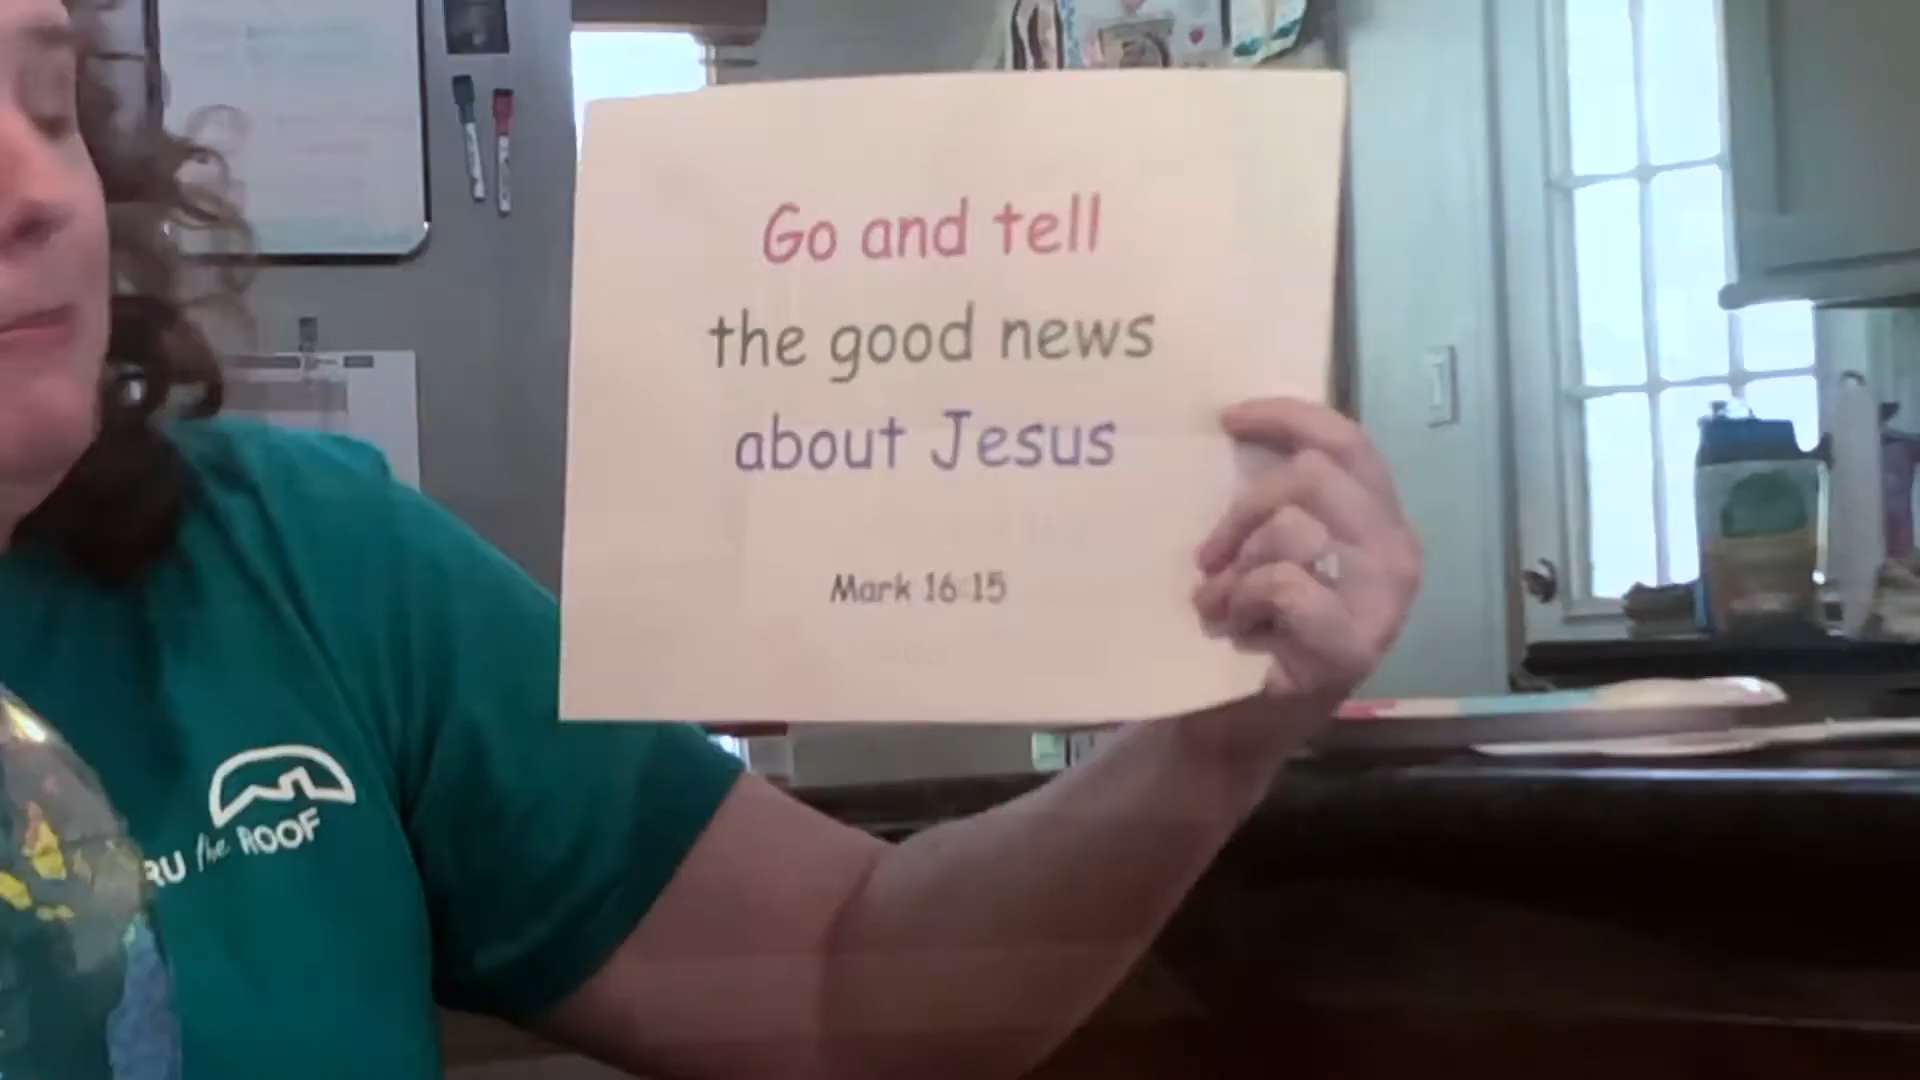 Go and tell
the good news
about Jesus
Mark 16:15
RU the ROOF